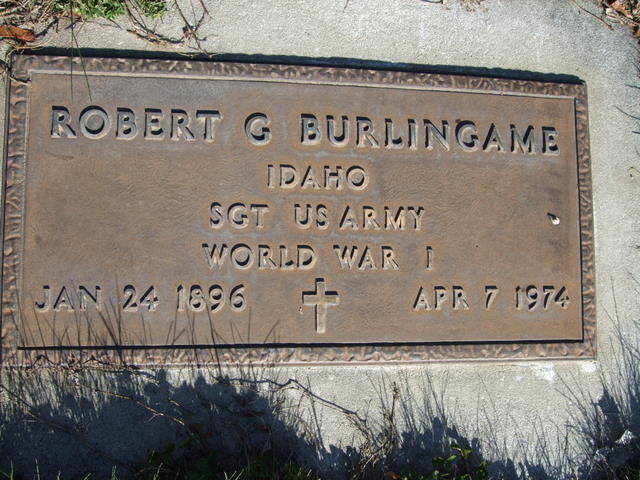 ROBERT G BURLINGAME
IDAHO
SGT US ARMY
WORLD WAR I
JAN 24 1896 APR 7 1974